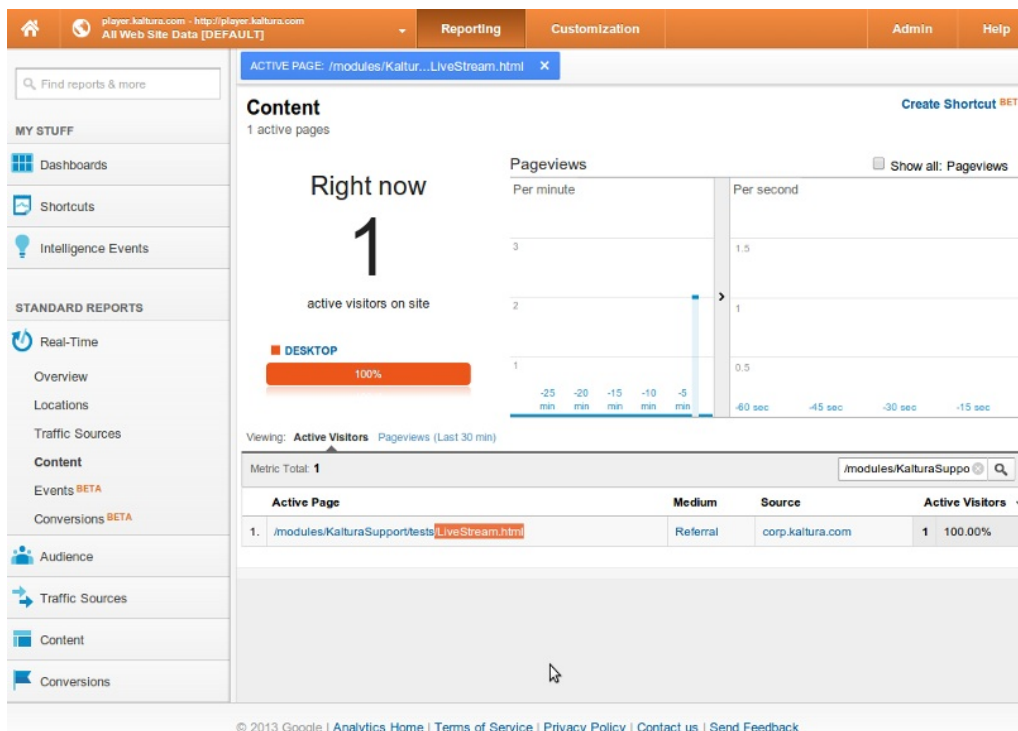 player.kaltura.com - http://player.kaltura.com
All Web Site Data [DEFAULT]
Reporting
Customization
Admin
Help
Find reports & more
MY STUFF
Dashboards
Shortcuts
Intelligence Events
STANDARD REPORTS
Real-Time
Overview
Locations
Traffic Sources
Content
Events BETA
Conversions BETA
Audience
Traffic Sources
Content
Conversions
ACTIVE PAGE: /modules/Kaltur...LiveStream.html X
Content
1 active pages
Create Shortcut BET
Right now
1
active visitors on site
DESKTOP
100%
Pageviews
Show all: Pageviews
Per minute
3
2
1
-25 min
-20 min
-15 min
-10 min
-5 min
Per second
1.5
1
0.5
-60 sec
-45 sec
-30 sec
-15 sec
Viewing: Active Visitors Pageviews (Last 30 min)
Metric Total: 1
/modules/KalturaSuppo
Active Page Medium Source Active Visitors
1. /modules/KalturaSupport/tests/LiveStream.html Referral corp.kaltura.com 1 100.00%
© 2013 Google | Analytics Home | Terms of Service | Privacy Policy | Contact us | Send Feedback